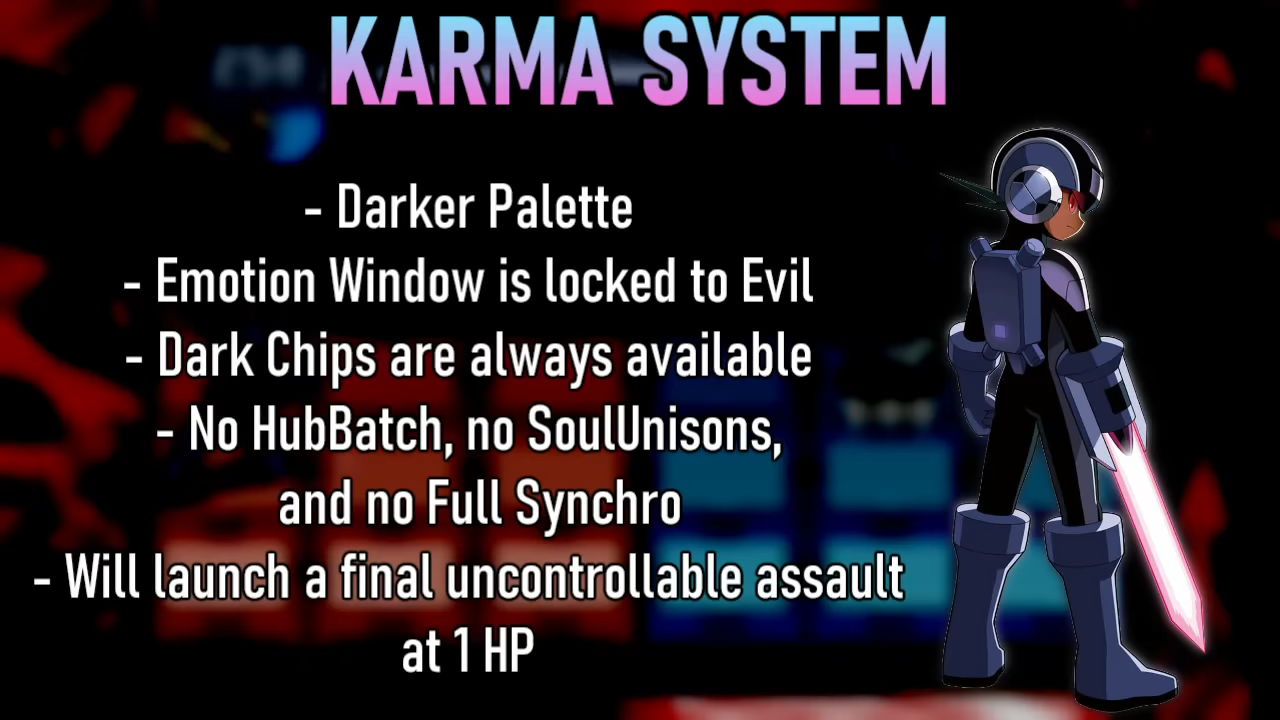 KARMA SYSTEM
- Darker Palette
- Emotion Window is locked to Evil
- Dark Chips are always available
- No HubBatch, no SoulUnisons,
and no Full Synchro
- Will launch a final uncontrollable assault
at 1 HP